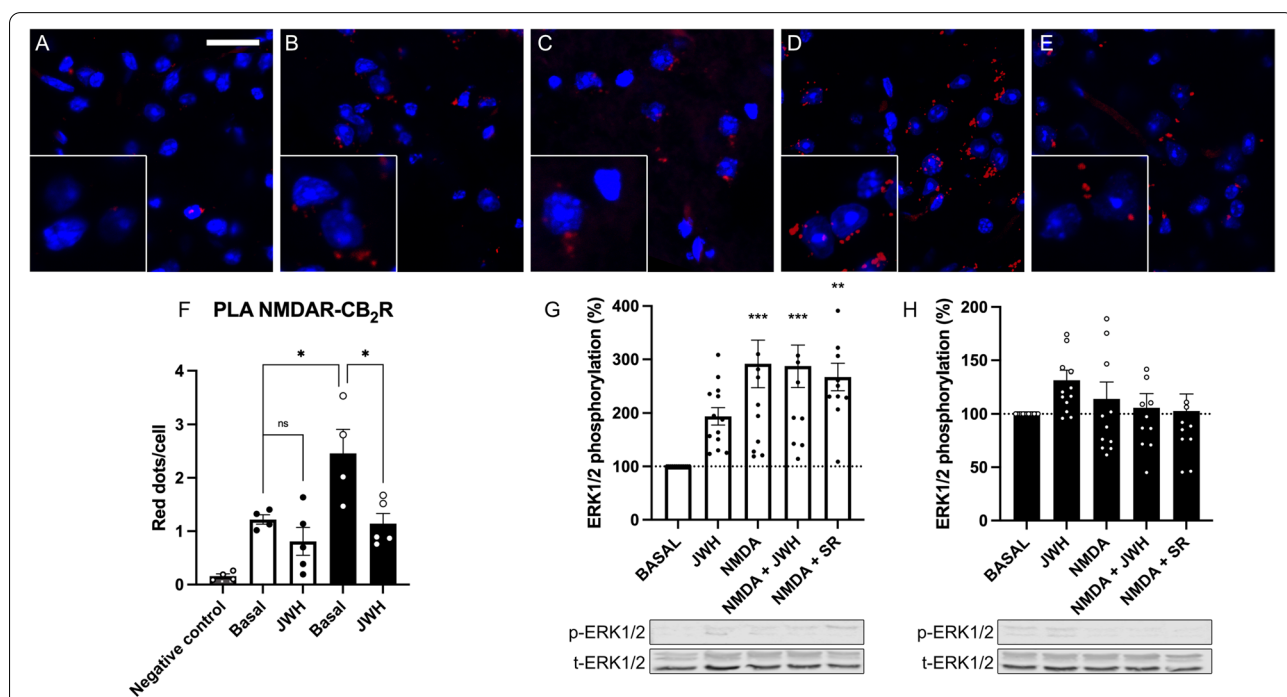 A
B
C
D
E
F
PLA NMDAR-CB₂R
Red dots/cell
4
3
2
1
0
*
*
ns
Negative control
Basal
JWH
Basal
JWH
G
ERK1/2 phosphorylation (%)
400
300
200
100
0
***
***
**
BASAL
JWH
NMDA
NMDA + JWH
NMDA + SR
p-ERK1/2
t-ERK1/2
H
ERK1/2 phosphorylation (%)
200
150
100
50
0
BASAL
JWH
NMDA
NMDA + JWH
NMDA + SR
p-ERK1/2
t-ERK1/2